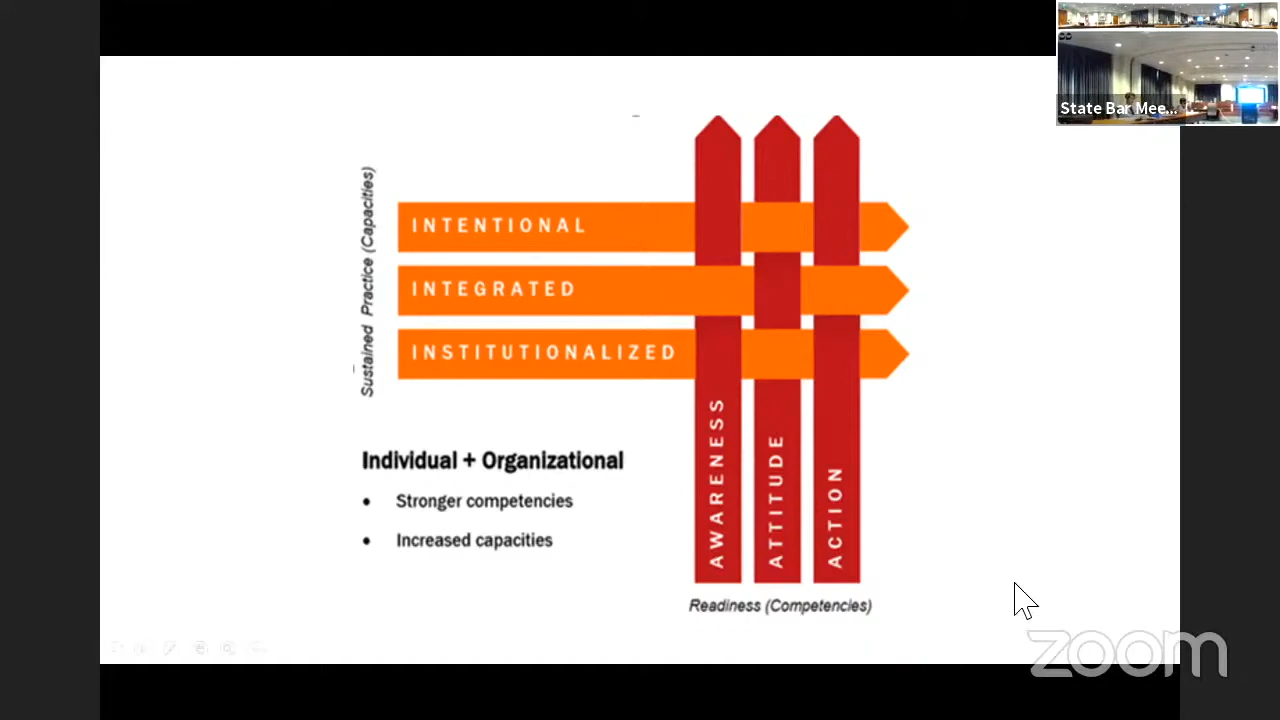 State Bar Mee...
Sustained Practice (Capacities)
INTENTIONAL
INTEGRATED
INSTITUTIONALIZED
AWARENESS
ATTITUDE
ACTION
Individual + Organizational
• Stronger competencies
• Increased capacities
Readiness (Competencies)
zoom